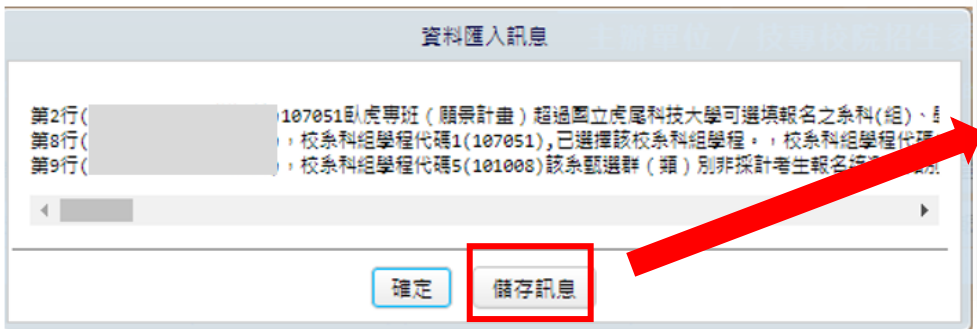 資料匯入訊息
第2行( )107051臥虎專班(願景計畫)超過國立虎尾科技大學可選填報名之系科(組)、
第8行( ),校系科組學程代碼1(107051),已選擇該校系科組學程。,校系科組學程代碼
第9行( ),校系科組學程代碼5(101008)該系甄選群(類)別非採計考生報名
確定
儲存訊息